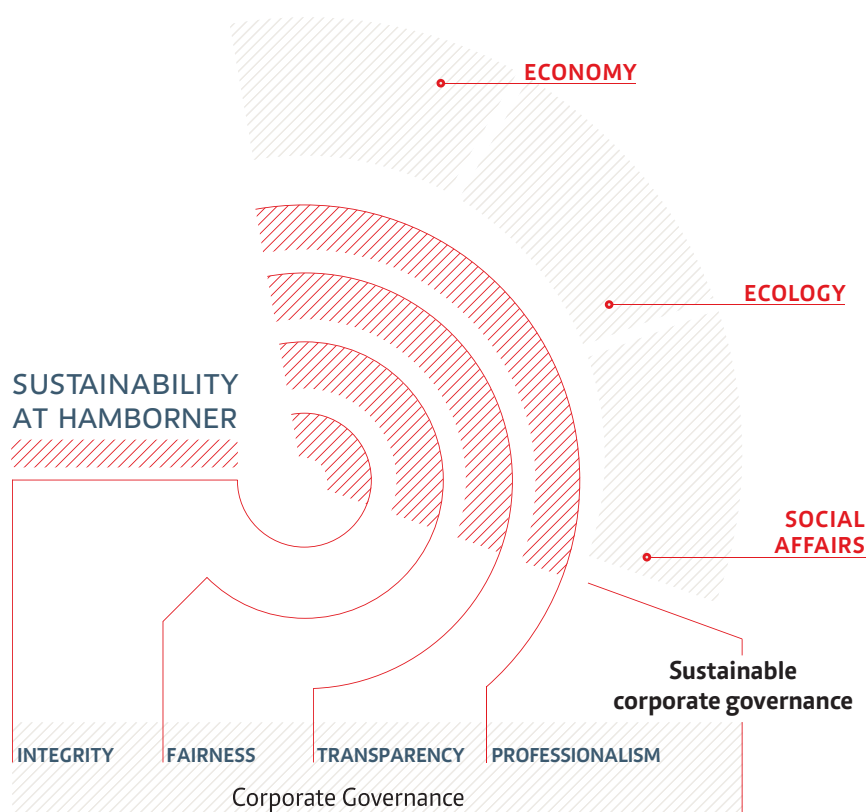 ECONOMY
ECOLOGY
SUSTAINABILITY
AT HAMBORNER
SOCIAL
AFFAIRS
Sustainable
corporate governance
INTEGRITY
FAIRNESS
TRANSPARENCY
PROFESSIONALISM
Corporate Governance